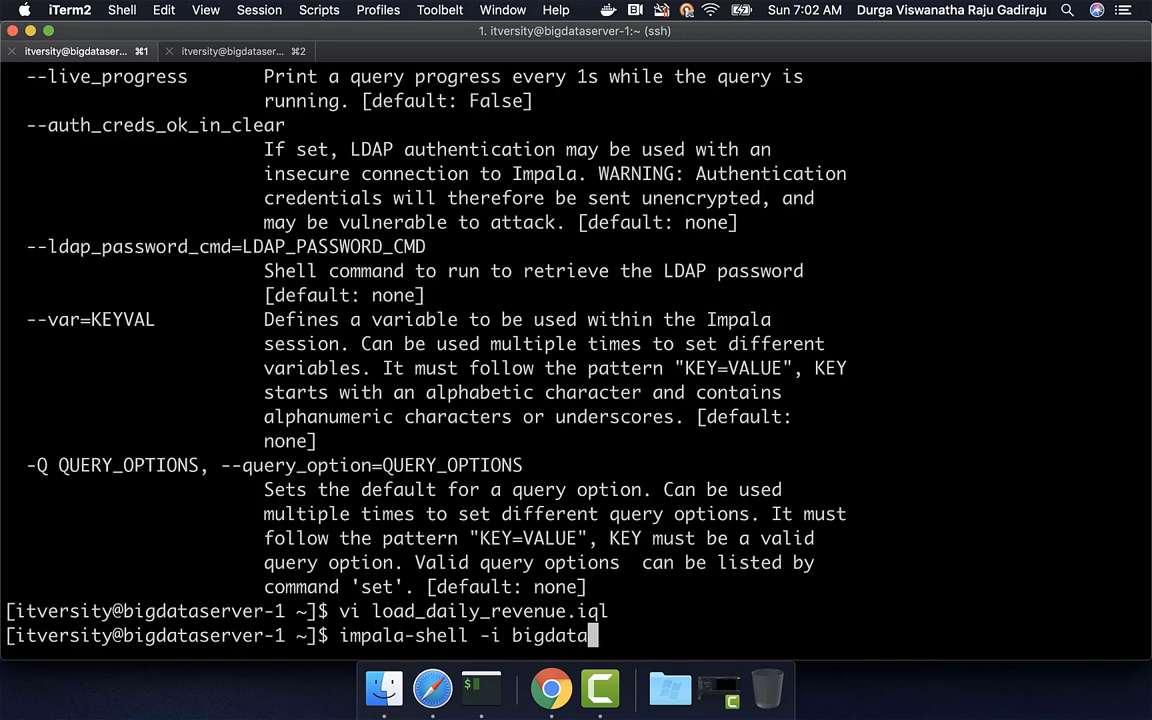 iTerm2 Shell Edit View Session Scripts Profiles Toolbelt Window Help Sun 7:02 AM Durga Viswanatha Raju Gadiraju
1. itversity@bigdataserver-1:~ (ssh)
itversity@bigdataser... ⌘1 itversity@bigdataser... ⌘2
--live_progress Print a query progress every 1s while the query is
running. [default: False]
--auth_creds_ok_in_clear
If set, LDAP authentication may be used with an
insecure connection to Impala. WARNING: Authentication
credentials will therefore be sent unencrypted, and
may be vulnerable to attack. [default: none]
--ldap_password_cmd=LDAP_PASSWORD_CMD
Shell command to run to retrieve the LDAP password
[default: none]
--var=KEYVAL Defines a variable to be used within the Impala
session. Can be used multiple times to set different
variables. It must follow the pattern "KEY=VALUE", KEY
starts with an alphabetic character and contains
alphanumeric characters or underscores. [default:
none]
-Q QUERY_OPTIONS, --query_option=QUERY_OPTIONS
Sets the default for a query option. Can be used
multiple times to set different query options. It must
follow the pattern "KEY=VALUE", KEY must be a valid
query option. Valid query options  can be listed by
command 'set'. [default: none]
[itversity@bigdataserver-1 ~]$ vi load_daily_revenue.iql
[itversity@bigdataserver-1 ~]$ impala-shell -i bigdata